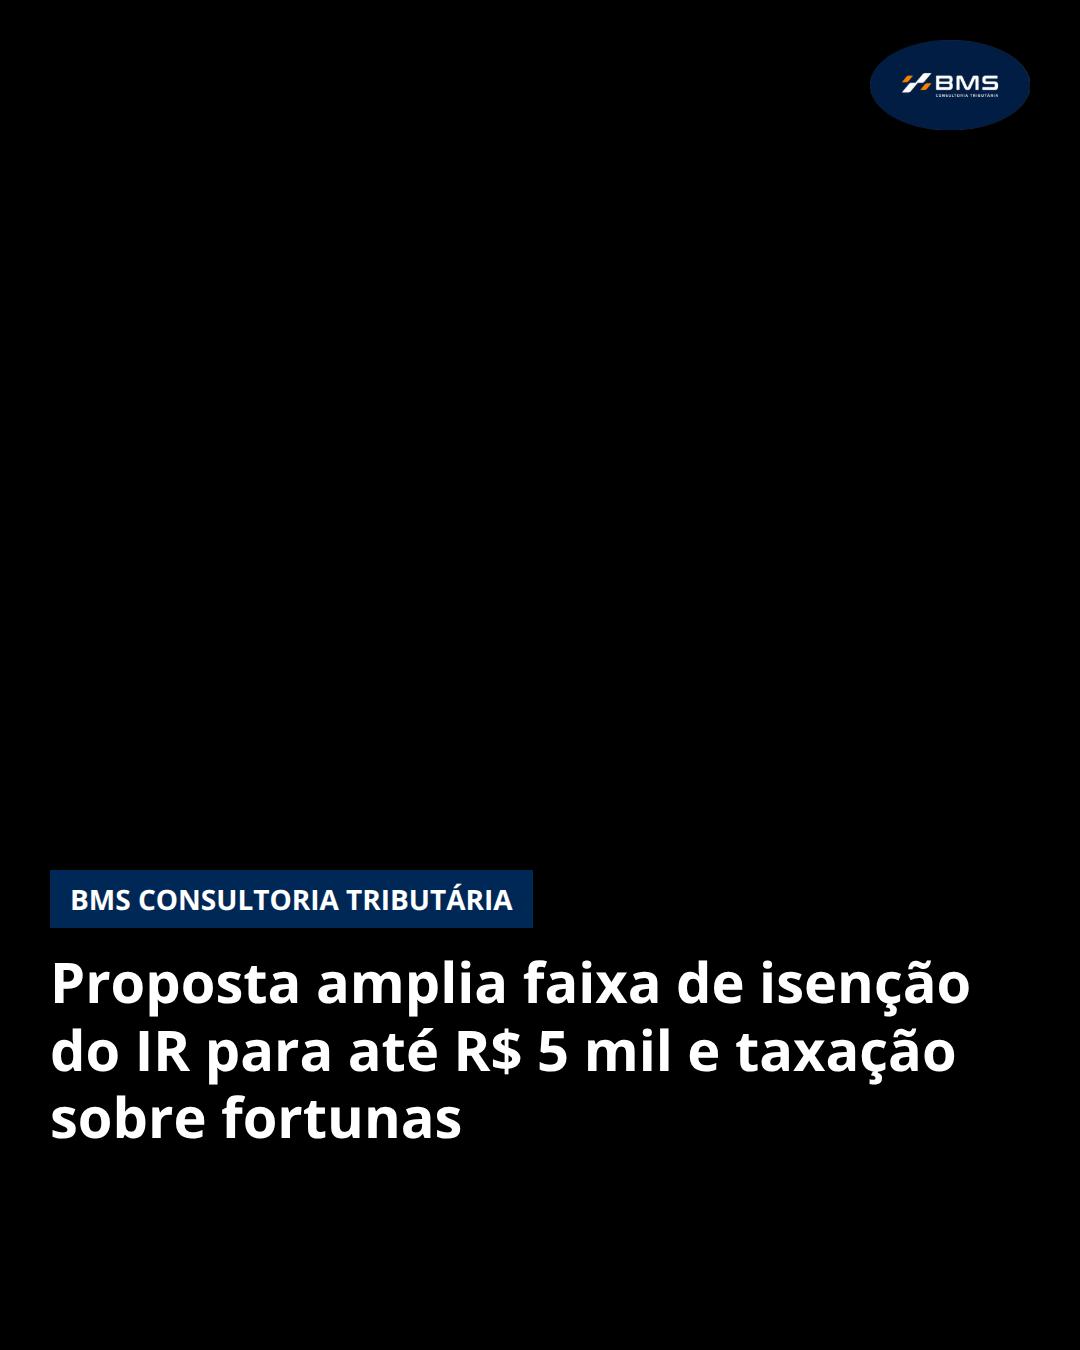 BMS
CONSULTORIA TRIBUTÁRIA
BMS CONSULTORIA TRIBUTÁRIA
Proposta amplia faixa de isenção
do IR para até R$ 5 mil e taxação
sobre fortunas